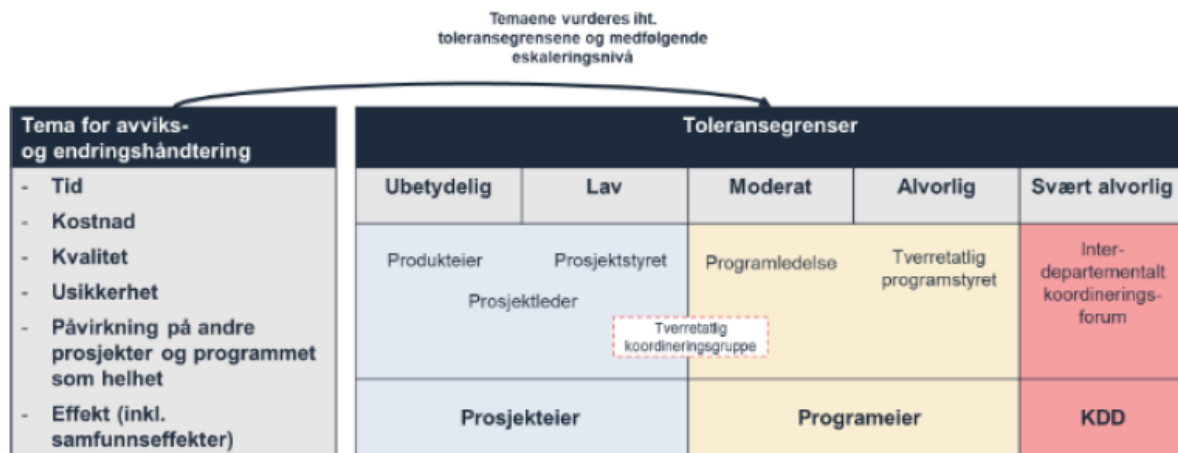 Temaene vurderes iht.
toleransegrensene og medfølgende
eskaleringsnivå
Tema for avviks-
og endringshåndtering
- Tid
- Kostnad
- Kvalitet
- Usikkerhet
- Påvirkning på andre
prosjekter og programmet
som helhet
- Effekt (inkl.
samfunnseffekter)
Toleransegrenser
Ubetydelig
Lav
Moderat
Alvorlig
Svært alvorlig
Produkteier
Prosjektstyret
Prosjektleder
Programledelse
Tverretatlig
programstyret
Inter-
departementalt
koordinerings-
forum
Tverretatlig
koordineringsgruppe
Prosjekteier
Programeier
KDD